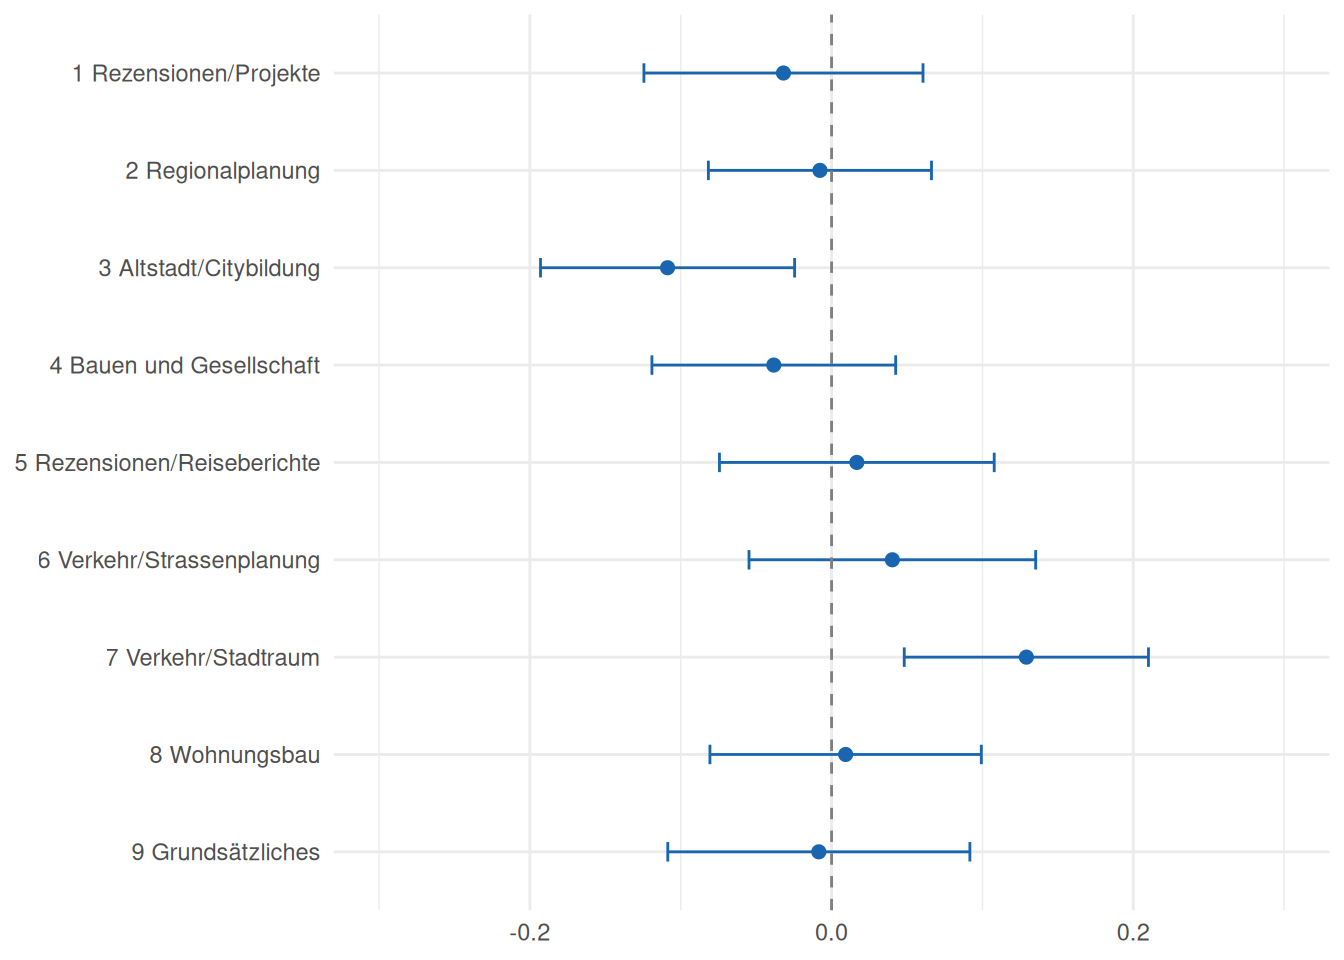 1 Rezensionen/Projekte
2 Regionalplanung
3 Altstadt/Citybildung
4 Bauen und Gesellschaft
5 Rezensionen/Reiseberichte
6 Verkehr/Strassenplanung
7 Verkehr/Stadtraum
8 Wohnungsbau
9 Grundsätzliches
-0.2 0.0 0.2